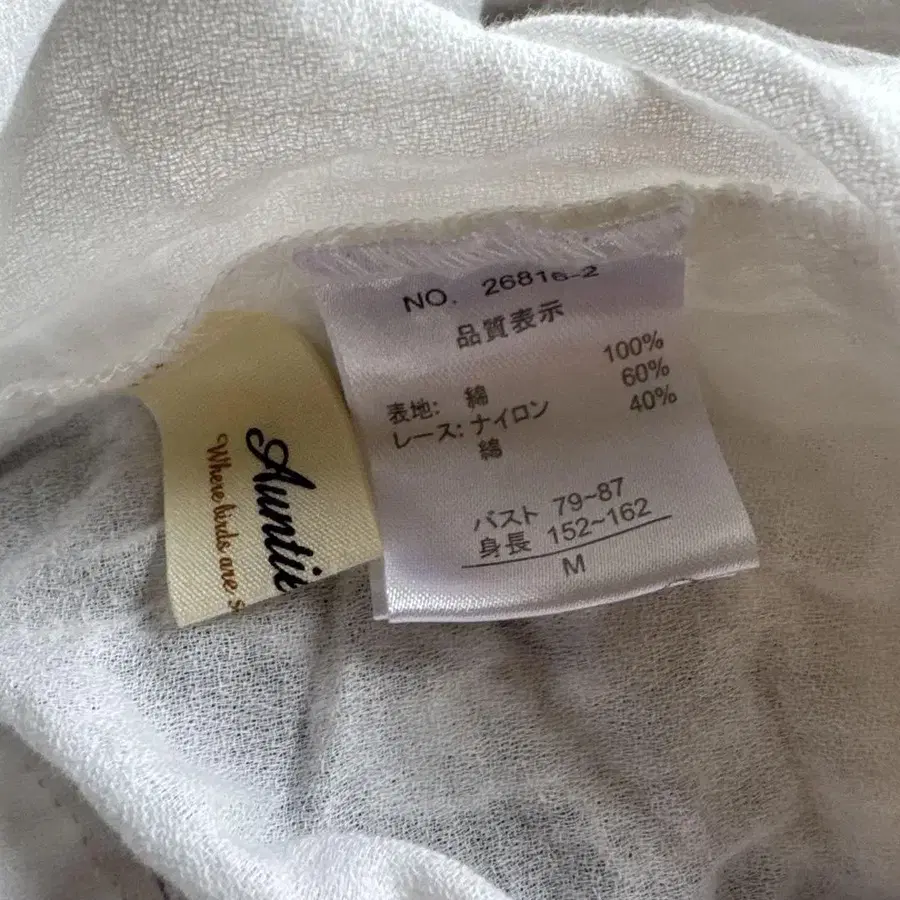 NO. 26816-2
品質表示
表地: 綿 100%
レース: ナイロン 60%
綿 40%
バスト 79~87
身長 152~162
M
Auntie
Where birds are.